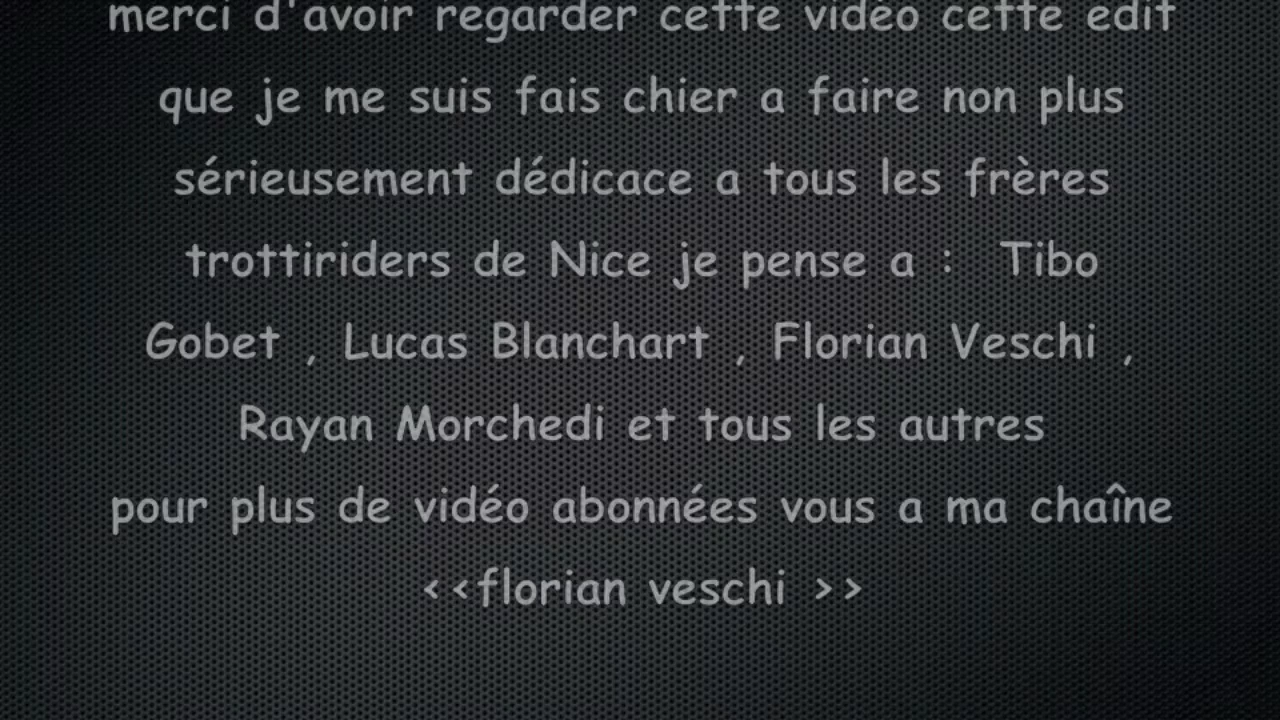 merci d'avoir regarder cette vidéo cette edit
que je me suis fais chier a faire non plus
sérieusement dédicace a tous les frères
trottiriders de Nice je pense a : Tibo
Gobet , Lucas Blanchart , Florian Veschi ,
Rayan Morchedi et tous les autres
pour plus de vidéo abonnées vous a ma chaîne
<<florian veschi >>